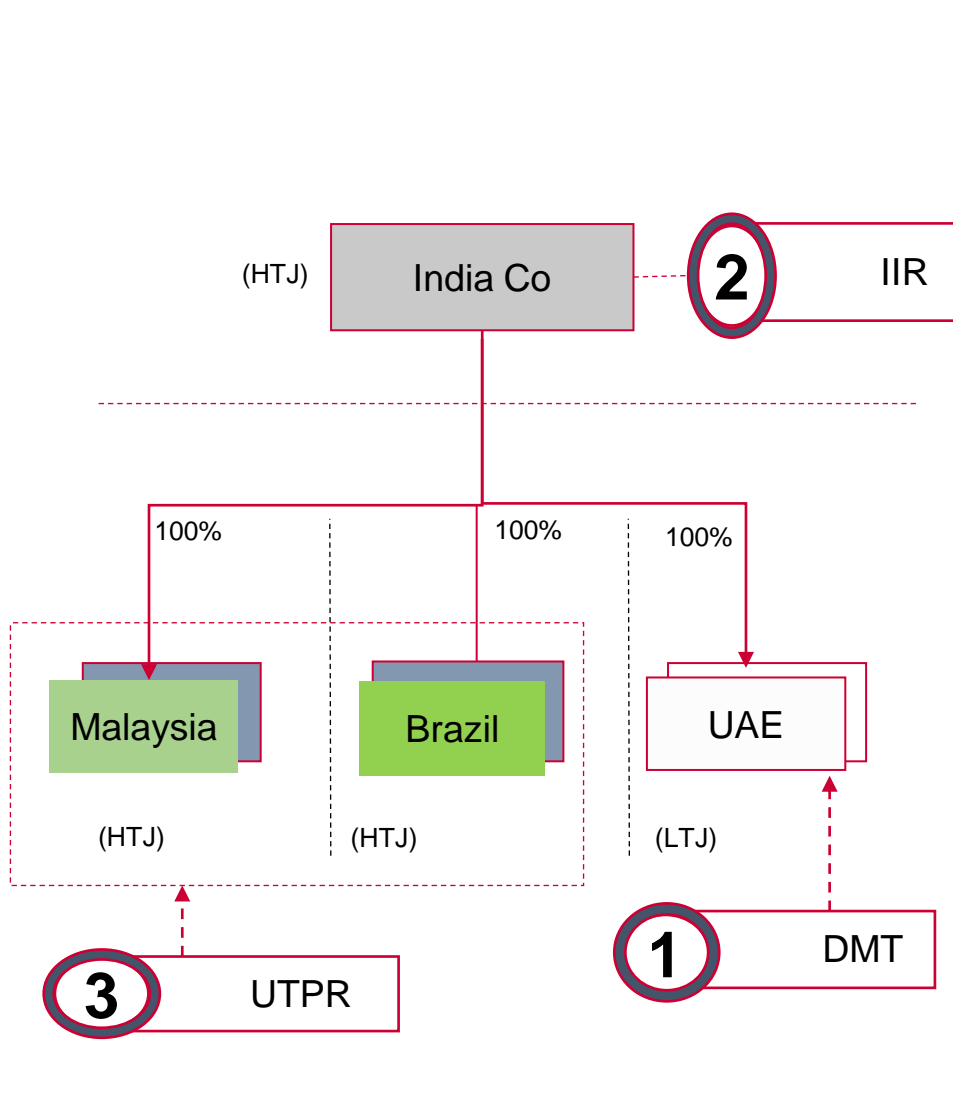 (HTJ)
India Co
2
IIR
100%
100%
100%
Malaysia
Brazil
UAE
(HTJ)
(HTJ)
(LTJ)
1
DMT
3
UTPR